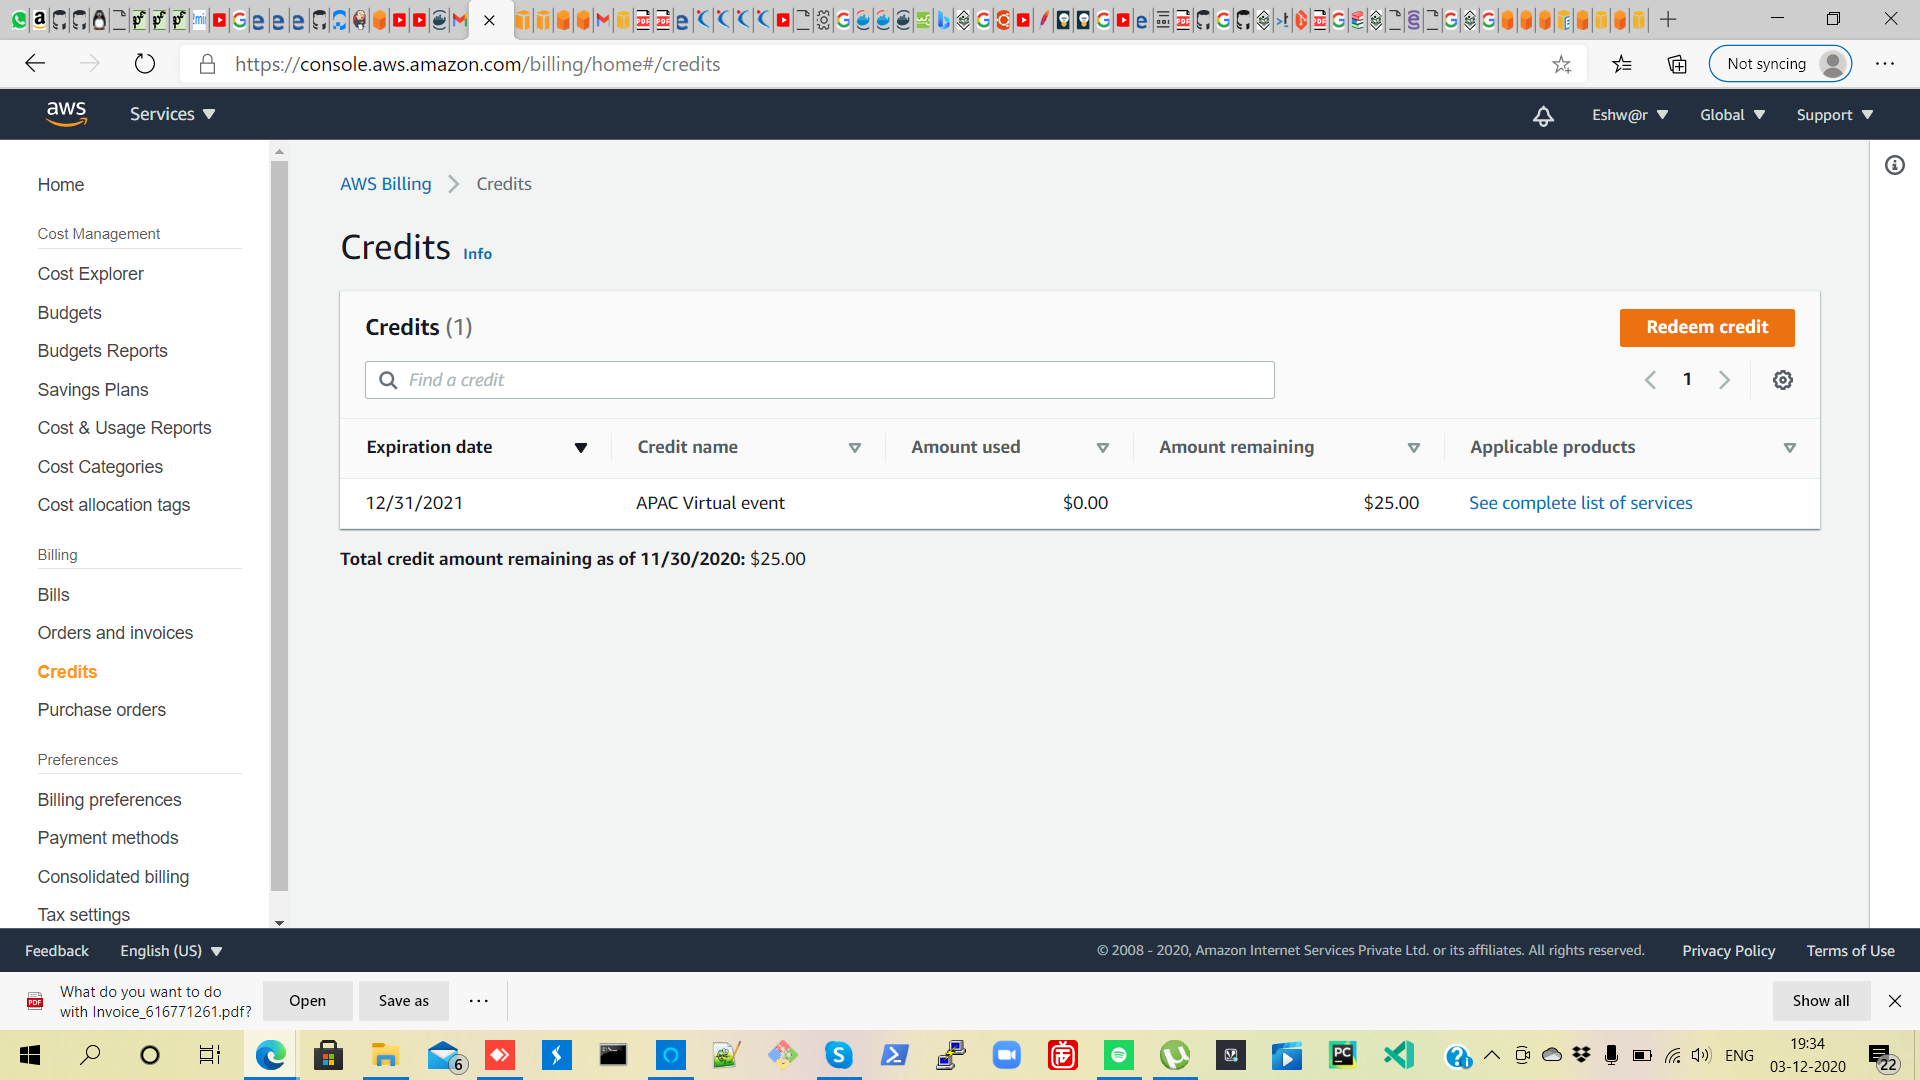 https://console.aws.amazon.com/billing/home#/credits
Not syncing
aws
Services
Eshw@r
Global
Support
Home
Cost Management
Cost Explorer
Budgets
Budgets Reports
Savings Plans
Cost & Usage Reports
Cost Categories
Cost allocation tags
Billing
Bills
Orders and invoices
Credits
Purchase orders
Preferences
Billing preferences
Payment methods
Consolidated billing
Tax settings
AWS Billing > Credits
Credits Info
Credits (1)
Redeem credit
Find a credit
1
Expiration date Credit name Amount used Amount remaining Applicable products
12/31/2021 APAC Virtual event $0.00 $25.00 See complete list of services
Total credit amount remaining as of 11/30/2020: $25.00
Feedback
English (US)
© 2008 - 2020, Amazon Internet Services Private Ltd. or its affiliates. All rights reserved.
Privacy Policy
Terms of Use
What do you want to do
with Invoice_616771261.pdf?
Open
Save as
Show all
6
ENG
19:34
03-12-2020
22